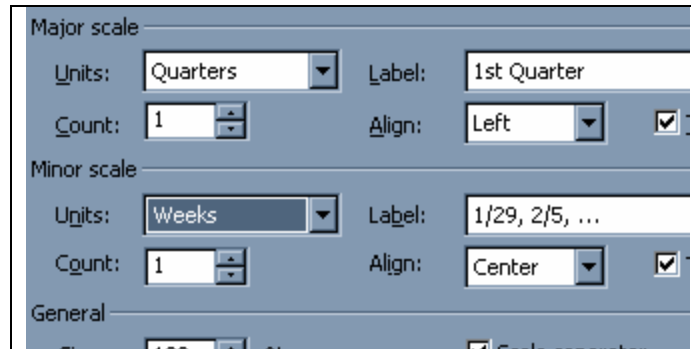 Major scale
Units: Quarters Label: 1st Quarter
Count: 1 Align: Left
Minor scale
Units: Weeks Label: 1/29, 2/5, ...
Count: 1 Align: Center
General